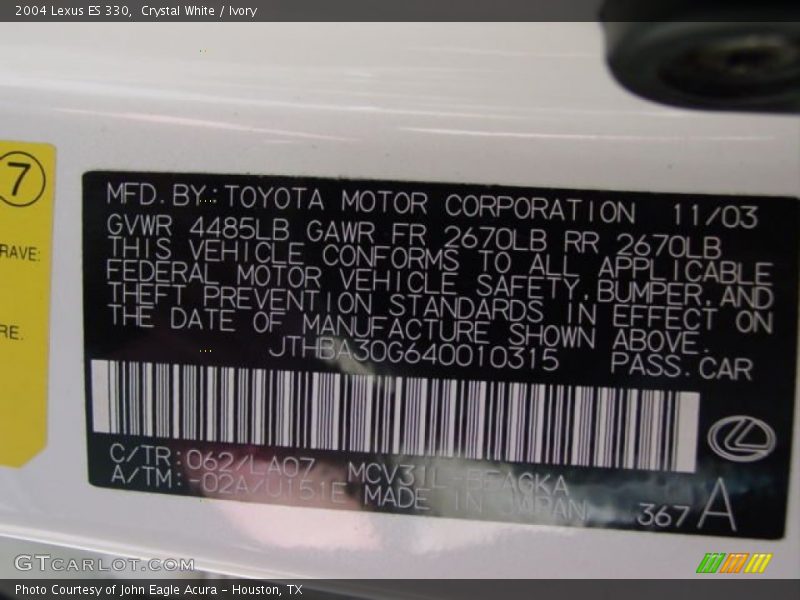 2004 Lexus ES 330, Crystal White / Ivory
7
RAVE:
RE.
MFD. BY: TOYOTA MOTOR CORPORATION 11/03
GVWR 4485LB GAWR FR 2670LB RR 2670LB
THIS VEHICLE CONFORMS TO ALL APPLICABLE
FEDERAL MOTOR VEHICLE SAFETY, BUMPER, AND
THEFT PREVENTION STANDARDS IN EFFECT ON
THE DATE OF MANUFACTURE SHOWN ABOVE.
JTHBA30G640010315 PASS. CAR
C/TR: 062/LA07 MCV31L-BEAGKA
A/TM: -02A/U151E MADE IN JAPAN 367 A
GTCARLOT.COM
Photo Courtesy of John Eagle Acura - Houston, TX